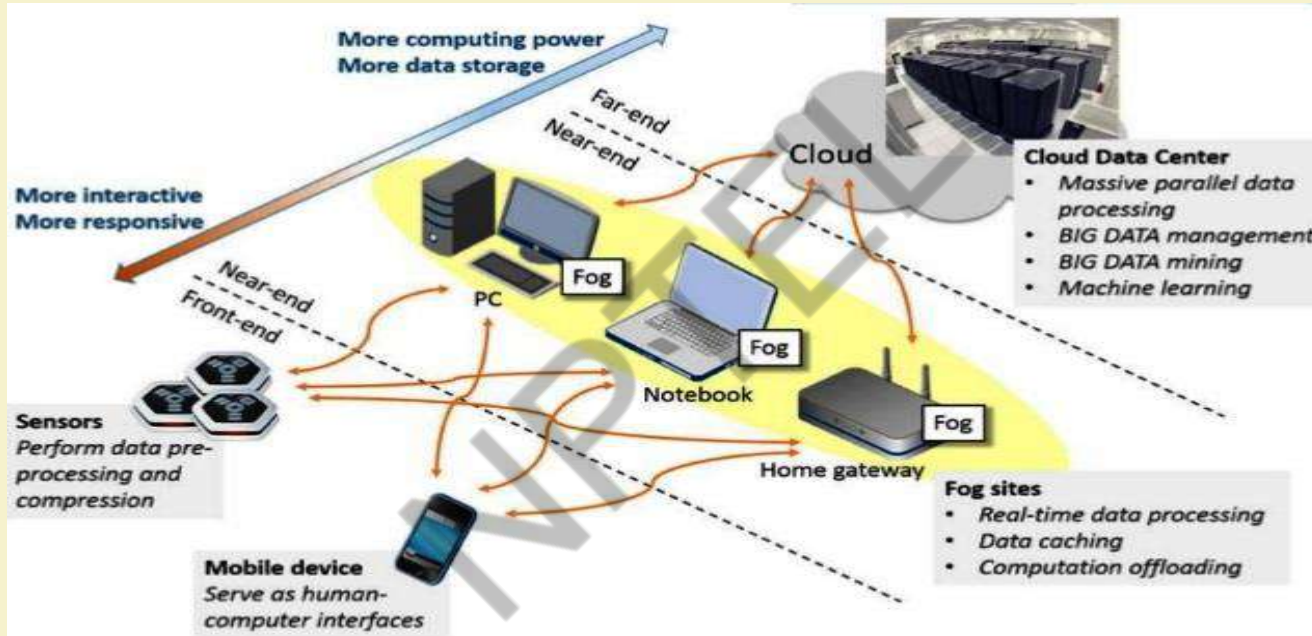 More computing power
More data storage
Far-end
Near-end
Cloud
Cloud Data Center
• Massive parallel data
processing
• BIG DATA management
• BIG DATA mining
• Machine learning
More interactive
More responsive
Near-end
Front-end
PC
Fog
Notebook
Fog
Home gateway
Fog
Sensors
Perform data pre-
processing and
compression
Mobile device
Serve as human-
computer interfaces
Fog sites
• Real-time data processing
• Data caching
• Computation offloading
NPTEL